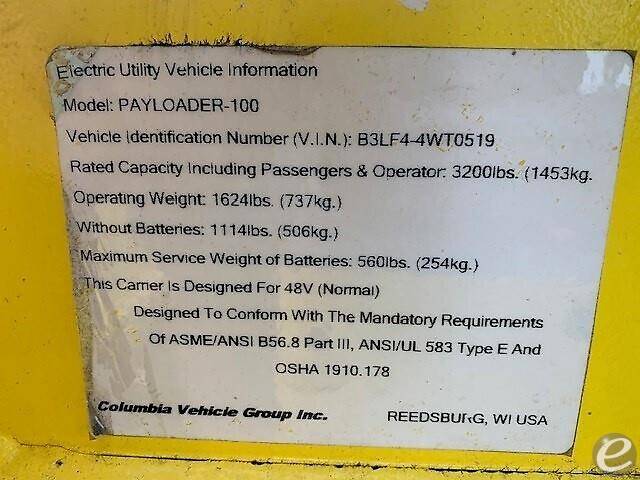 Electric Utility Vehicle Information
Model: PAYLOADER-100
Vehicle Identification Number (V.I.N.): B3LF4-4WT0519
Rated Capacity Including Passengers & Operator: 3200lbs. (1453kg.
Operating Weight: 1624lbs. (737kg.)
Without Batteries: 1114lbs. (506kg.)
Maximum Service Weight of Batteries: 560lbs. (254kg.)
This Carrier Is Designed For 48V (Normal)
Designed To Conform With The Mandatory Requirements
Of ASME/ANSI B56.8 Part III, ANSI/UL 583 Type E And
OSHA 1910.178
Columbia Vehicle Group Inc. REEDSBURG, WI USA
e